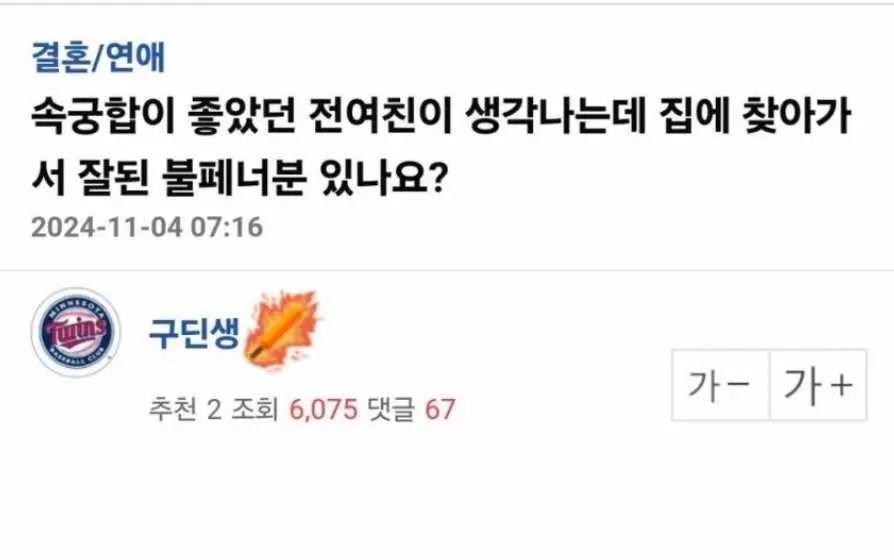 결혼/연애
속궁합이 좋았던 전여친이 생각나는데 집에 찾아가
서 잘된 불페너분 있나요?
2024-11-04 07:16
MINNESOTA
Twins
BASEBALL CLUB
구딘생
추천 2 조회 6,075 댓글 67
가- 가+